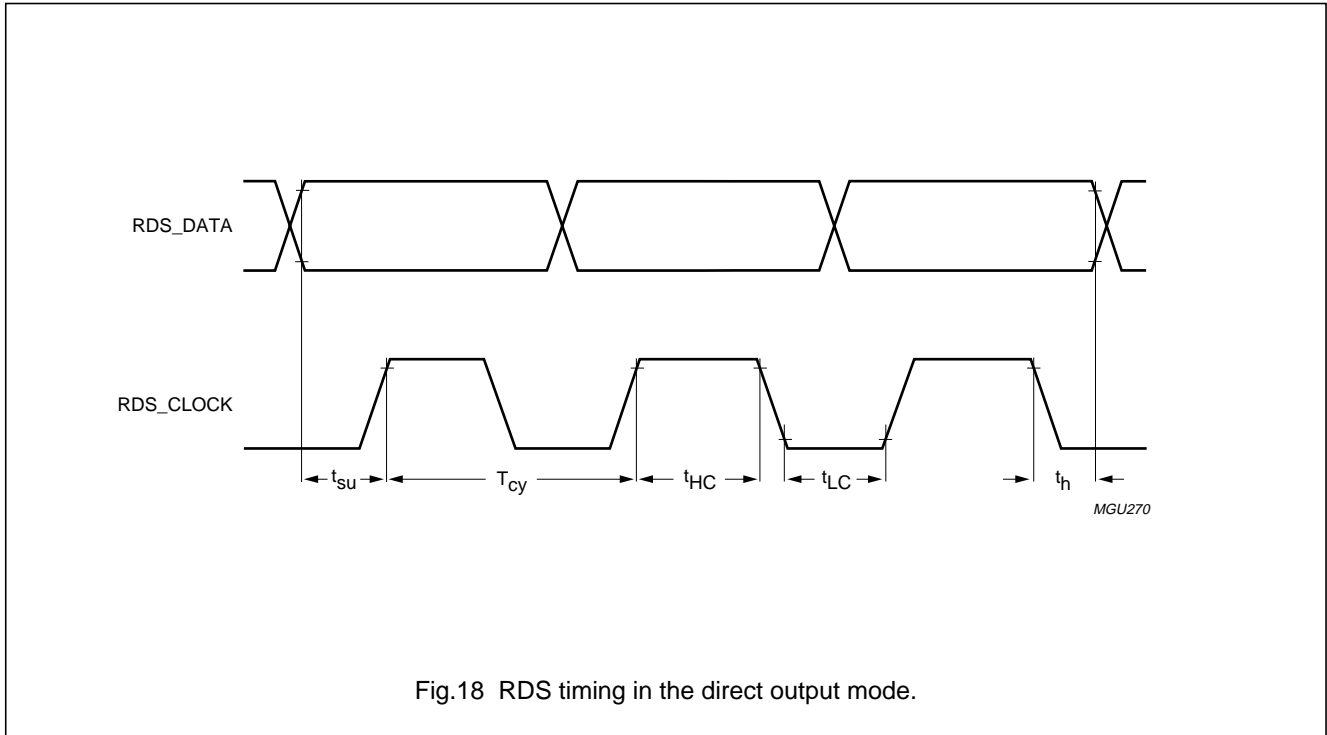 RDS_DATA
RDS_CLOCK
tsu Tcy tHC tLC th
MGU270
Fig.18 RDS timing in the direct output mode.